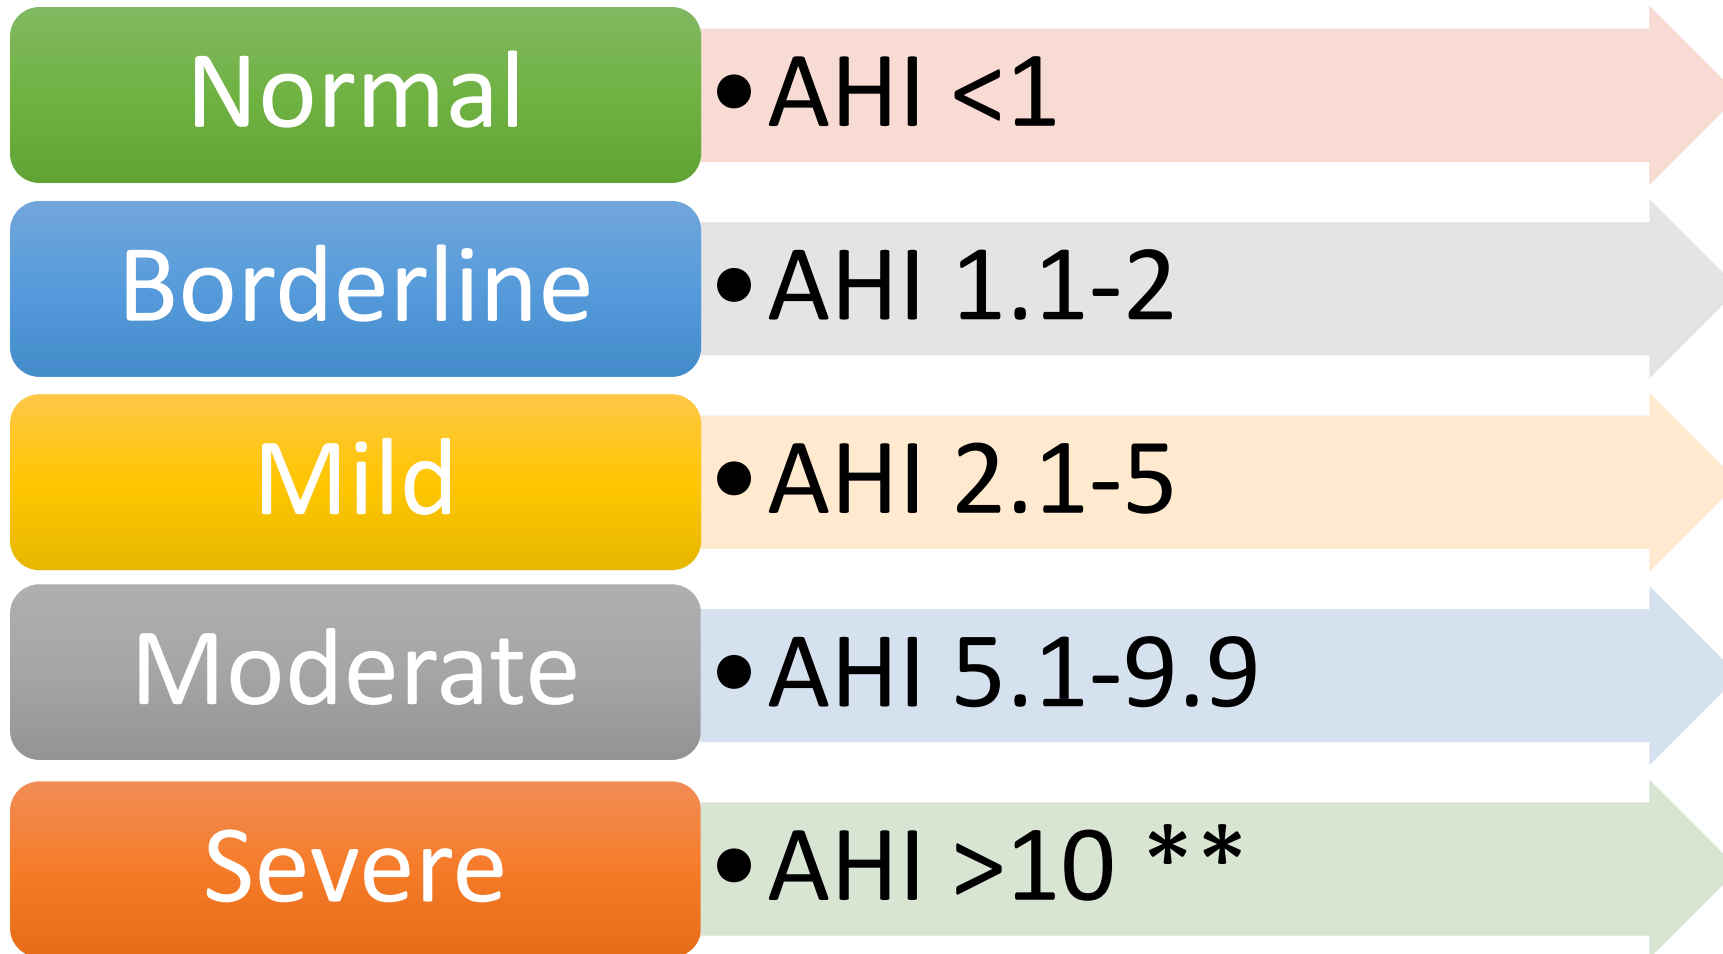 Normal
• AHI <1
Borderline
• AHI 1.1-2
Mild
• AHI 2.1-5
Moderate
• AHI 5.1-9.9
Severe
• AHI >10 **